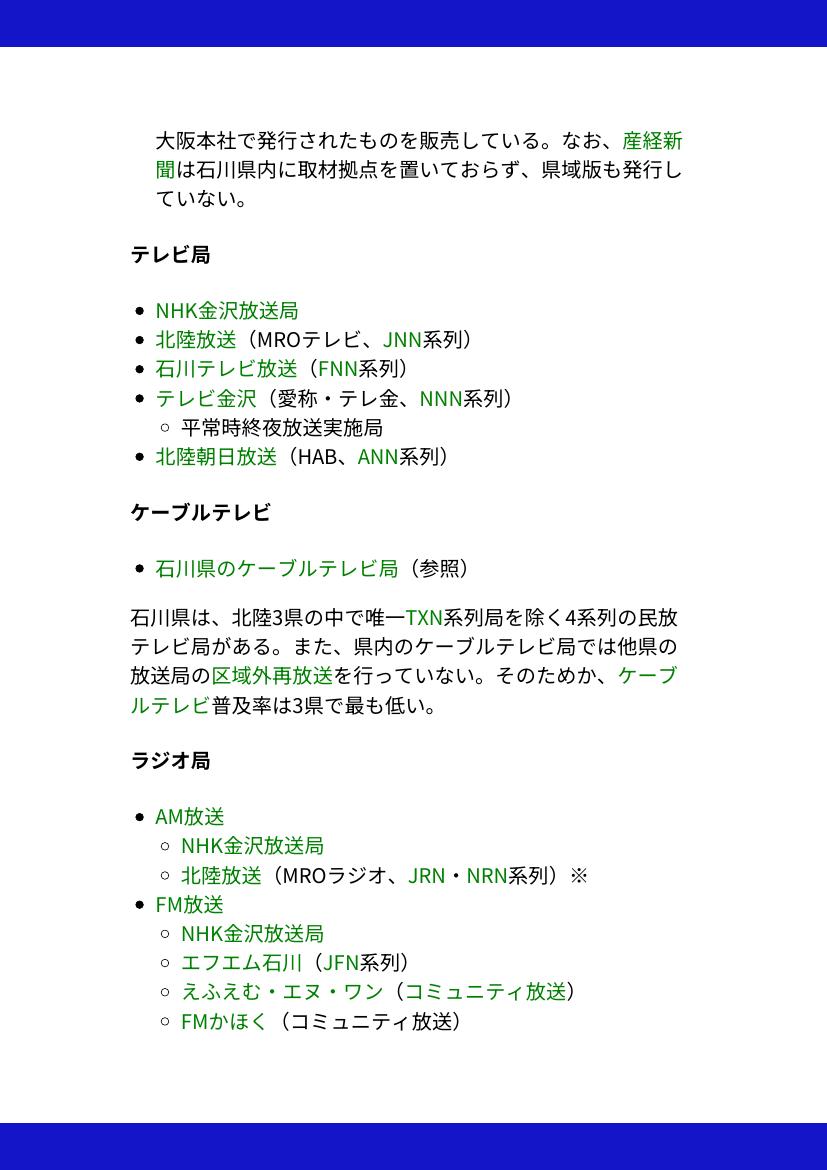 大阪本社で発行されたものを販売している。なお、産経新
聞は石川県内に取材拠点を置いておらず、県域版も発行し
ていない。
テレビ局
• NHK金沢放送局
• 北陸放送（MROテレビ、JNN系列）
• 石川テレビ放送（FNN系列）
• テレビ金沢（愛称・テレ金、NNN系列）
◦ 平常時終夜放送実施局
• 北陸朝日放送（HAB、ANN系列）
ケーブルテレビ
• 石川県のケーブルテレビ局（参照）
石川県は、北陸3県の中で唯一TXN系列局を除く4系列の民放
テレビ局がある。また、県内のケーブルテレビ局では他県の
放送局の区域外再放送を行っていない。そのためか、ケーブ
ルテレビ普及率は3県で最も低い。
ラジオ局
• AM放送
◦ NHK金沢放送局
◦ 北陸放送（MROラジオ、JRN・NRN系列）※
• FM放送
◦ NHK金沢放送局
◦ エフエム石川（JFN系列）
◦ えふえむ・エヌ・ワン（コミュニティ放送）
◦ FMかほく（コミュニティ放送）